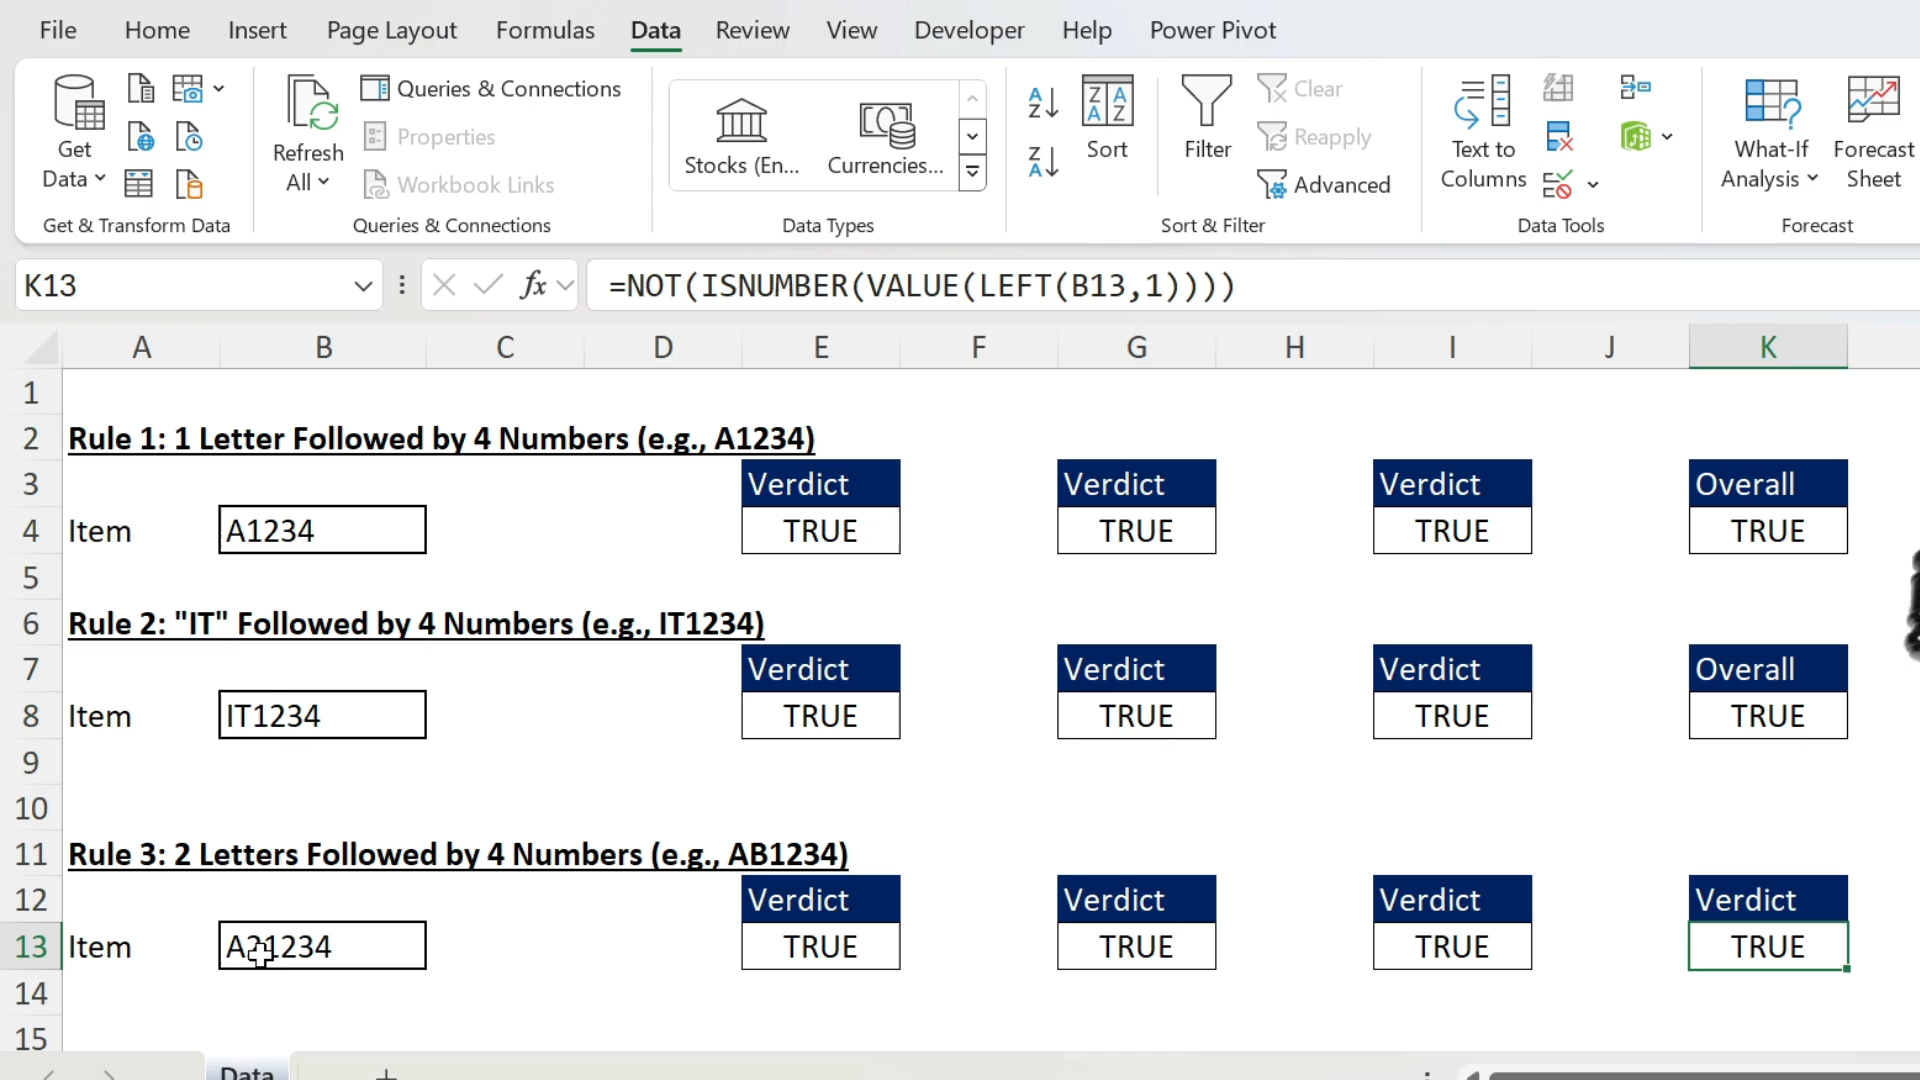 File Home Insert Page Layout Formulas Data Review View Developer Help Power Pivot
Get Data
Refresh All
Queries & Connections
Properties
Workbook Links
Stocks (En...
Currencies...
Sort
Filter
Clear
Reapply
Advanced
Text to Columns
What-If Analysis
Forecast Sheet
Get & Transform Data
Queries & Connections
Data Types
Sort & Filter
Data Tools
Forecast
K13 fx =NOT(ISNUMBER(VALUE(LEFT(B13,1))))
A B C D E F G H I J K
1
2 Rule 1: 1 Letter Followed by 4 Numbers (e.g., A1234)
3 Verdict Verdict Verdict Overall
4 Item A1234 TRUE TRUE TRUE TRUE
5
6 Rule 2: "IT" Followed by 4 Numbers (e.g., IT1234)
7 Verdict Verdict Verdict Overall
8 Item IT1234 TRUE TRUE TRUE TRUE
9
10
11 Rule 3: 2 Letters Followed by 4 Numbers (e.g., AB1234)
12 Verdict Verdict Verdict Verdict
13 Item TRUE TRUE TRUE TRUE
14
15
Data